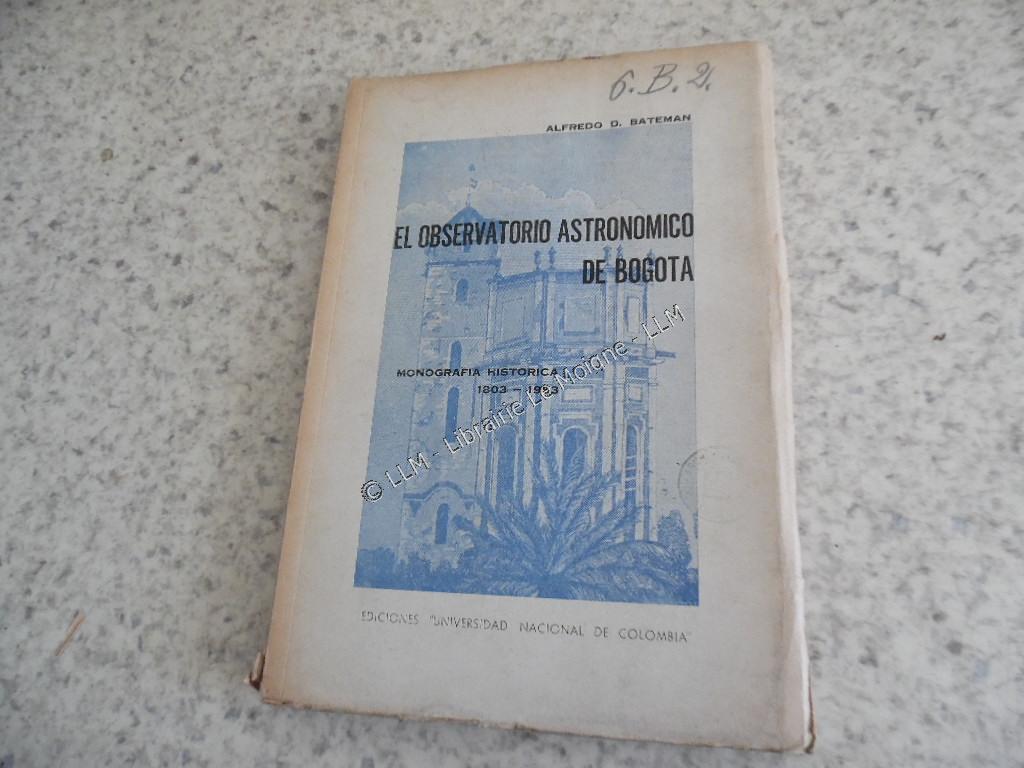 6. B. 2.
ALFREDO D. BATEMAN
EL OBSERVATORIO ASTRONOMICO
DE BOGOTA
MONOGRAFIA HISTORICA
1803 - 1953
© LLM - Librairie Le Moigne - LLM
EDICIONES "UNIVERSIDAD NACIONAL DE COLOMBIA"